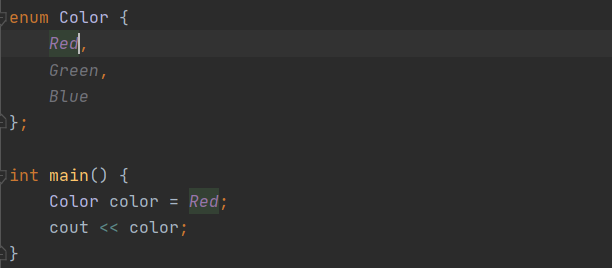 enum Color {
    Red,
    Green,
    Blue
};

int main() {
    Color color = Red;
    cout << color;
}